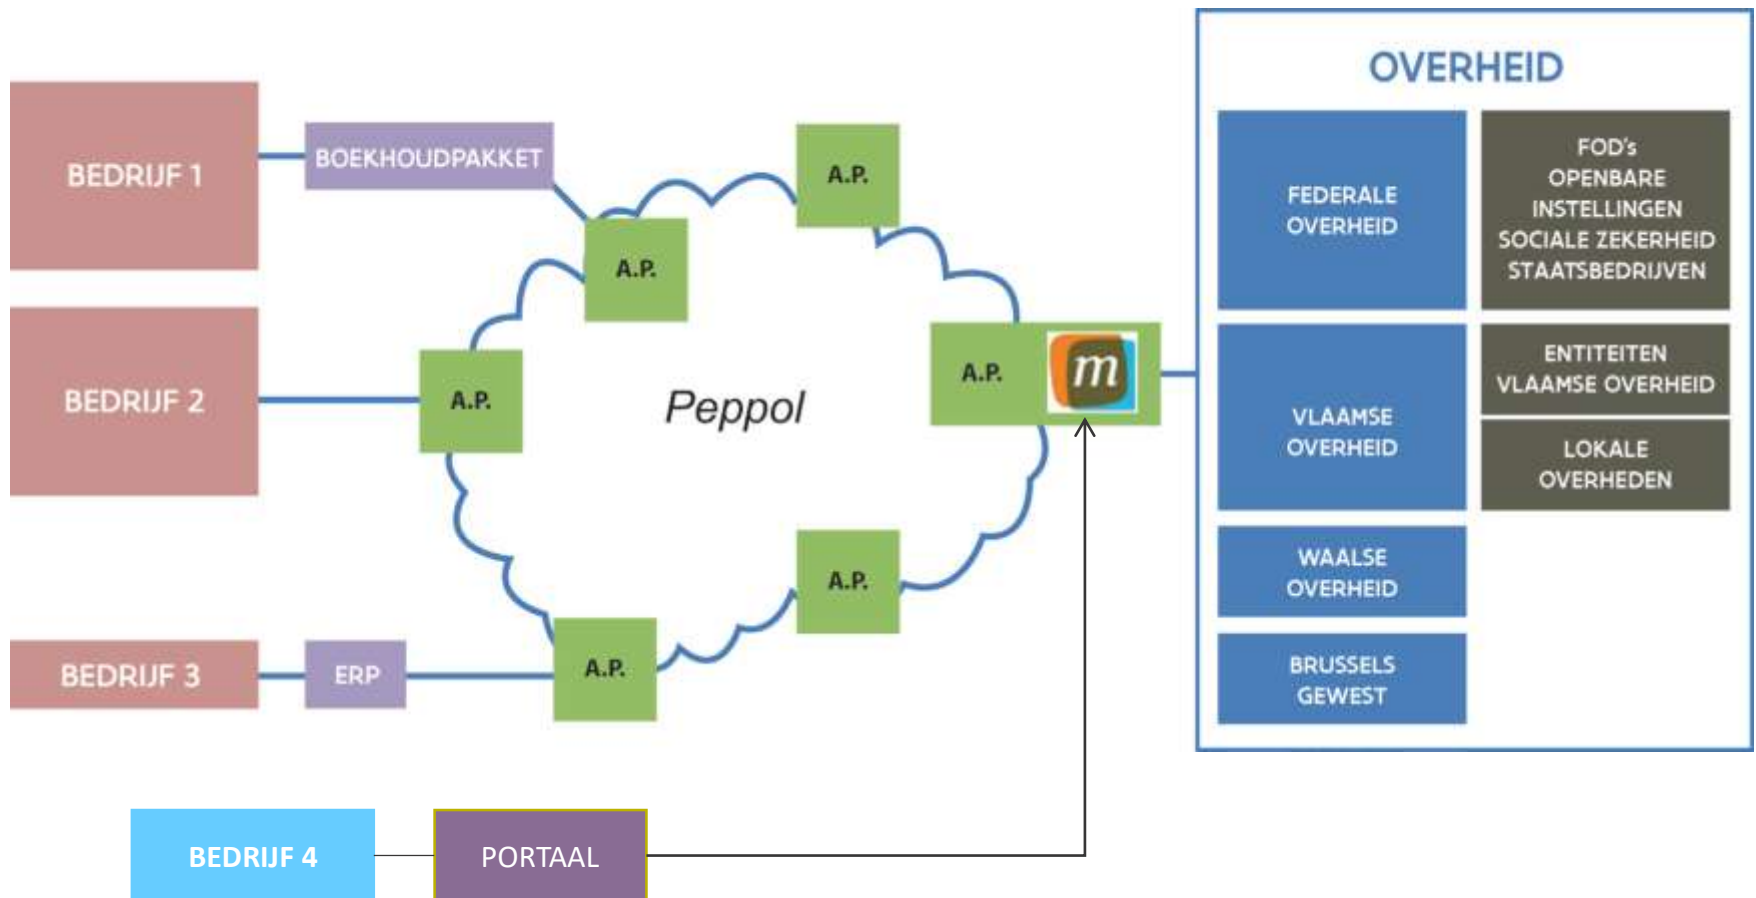 OVERHEID
BEDRIJF 1
BOEKHOUDPAKKET
A.P.
A.P.
FEDERALE
OVERHEID
FOD's
OPENBARE
INSTELLINGEN
SOCIALE ZEKERHEID
STAATSBEDRIJVEN
BEDRIJF 2
A.P.
Peppol
A.P.
m
VLAAMSE
OVERHEID
ENTITEITEN
VLAAMSE OVERHEID
LOKALE
OVERHEDEN
WAALSE
OVERHEID
A.P.
BEDRIJF 3
ERP
A.P.
BRUSSELS
GEWEST
BEDRIJF 4
PORTAAL